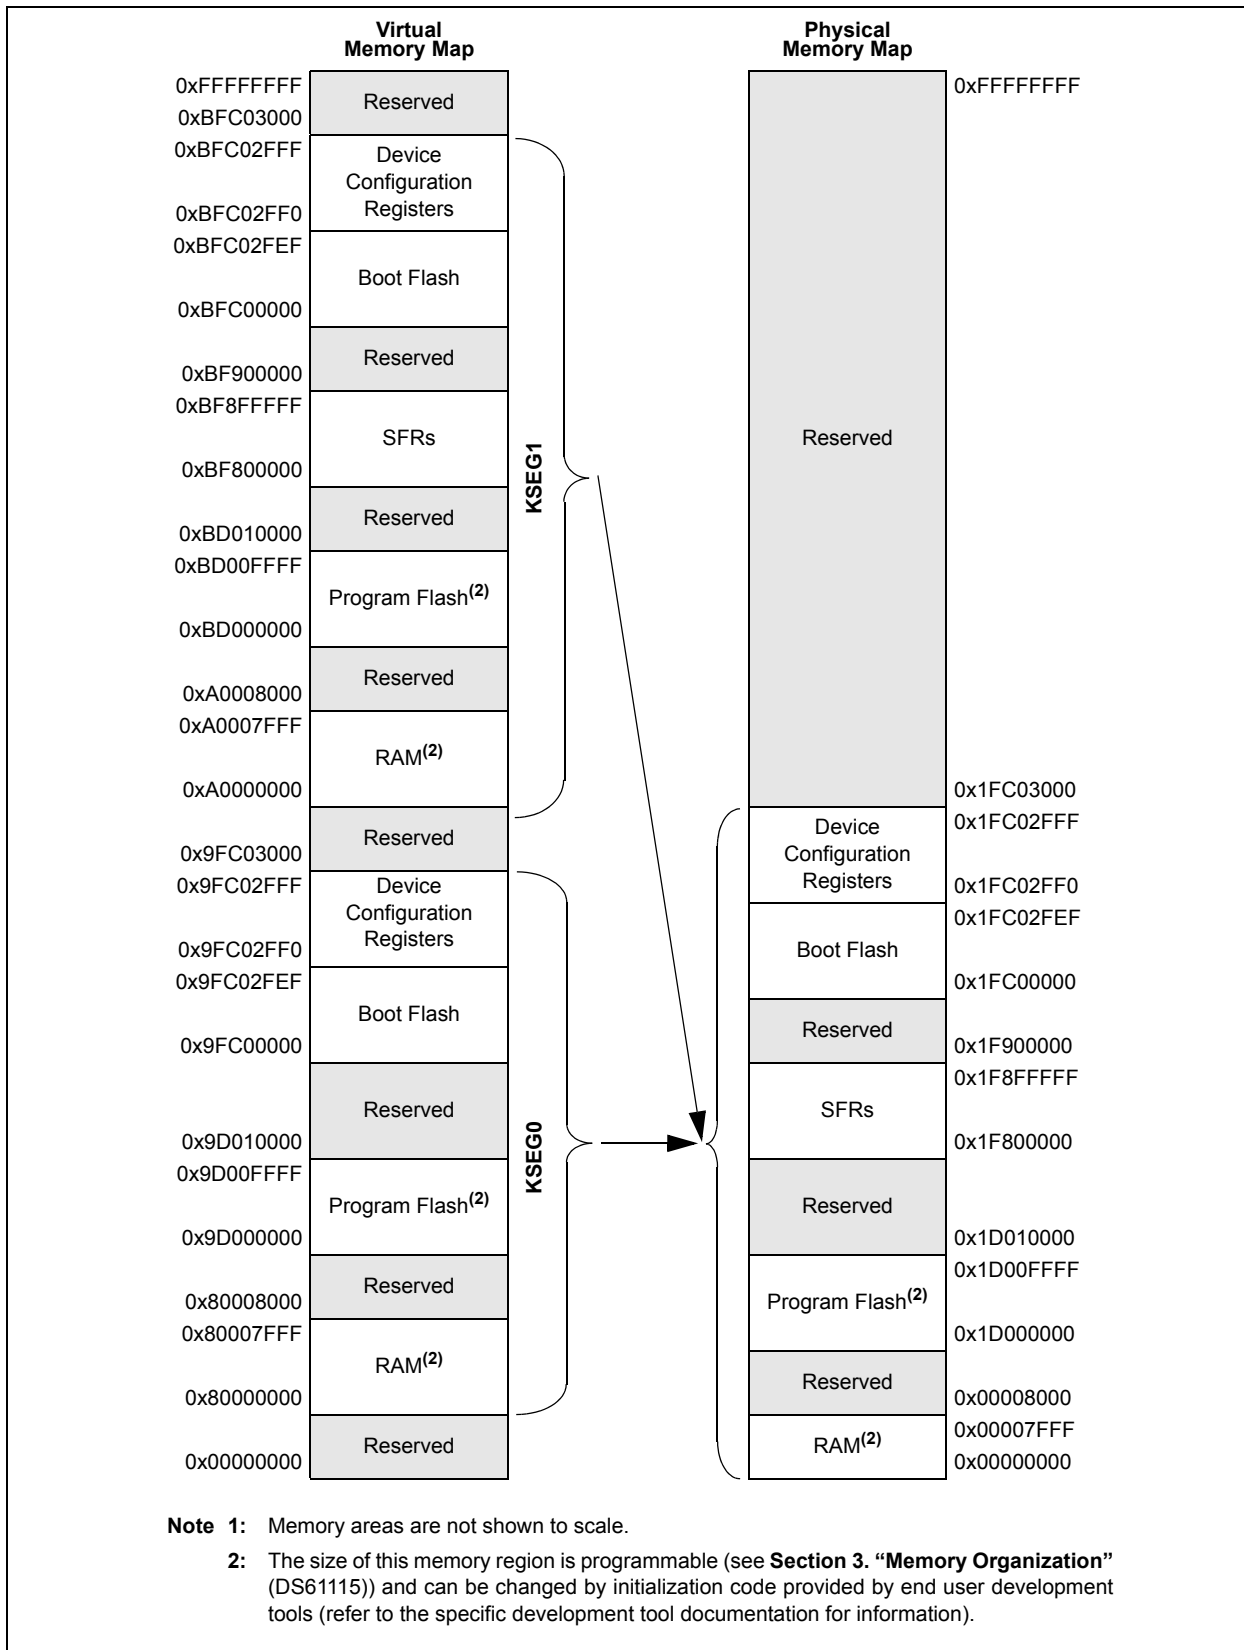 Virtual
Memory Map
0xFFFFFFFF
Reserved
0xBFC03000
0xBFC02FFF
Device
Configuration
Registers
0xBFC02FF0
0xBFC02FEF
Boot Flash
0xBFC00000
Reserved
0xBF900000
0xBF8FFFFF
SFRs
0xBF800000
Reserved
0xBD010000
0xBD00FFFF
Program Flash(2)
0xBD000000
Reserved
0xA0008000
0xA0007FFF
RAM(2)
0xA0000000
Reserved
0x9FC03000
0x9FC02FFF
Device
Configuration
Registers
0x9FC02FF0
0x9FC02FEF
Boot Flash
0x9FC00000
Reserved
0x9D010000
0x9D00FFFF
Program Flash(2)
0x9D000000
Reserved
0x80008000
0x80007FFF
RAM(2)
0x80000000
Reserved
0x00000000
KSEG1
KSEG0
Physical
Memory Map
0xFFFFFFFF
Reserved
0x1FC03000
0x1FC02FFF
Device
Configuration
Registers
0x1FC02FF0
0x1FC02FEF
Boot Flash
0x1FC00000
Reserved
0x1F900000
0x1F8FFFFF
SFRs
0x1F800000
Reserved
0x1D010000
0x1D00FFFF
Program Flash(2)
0x1D000000
Reserved
0x00008000
0x00007FFF
RAM(2)
0x00000000
Note 1: Memory areas are not shown to scale.
2: The size of this memory region is programmable (see Section 3. “Memory Organization”
(DS61115)) and can be changed by initialization code provided by end user development
tools (refer to the specific development tool documentation for information).